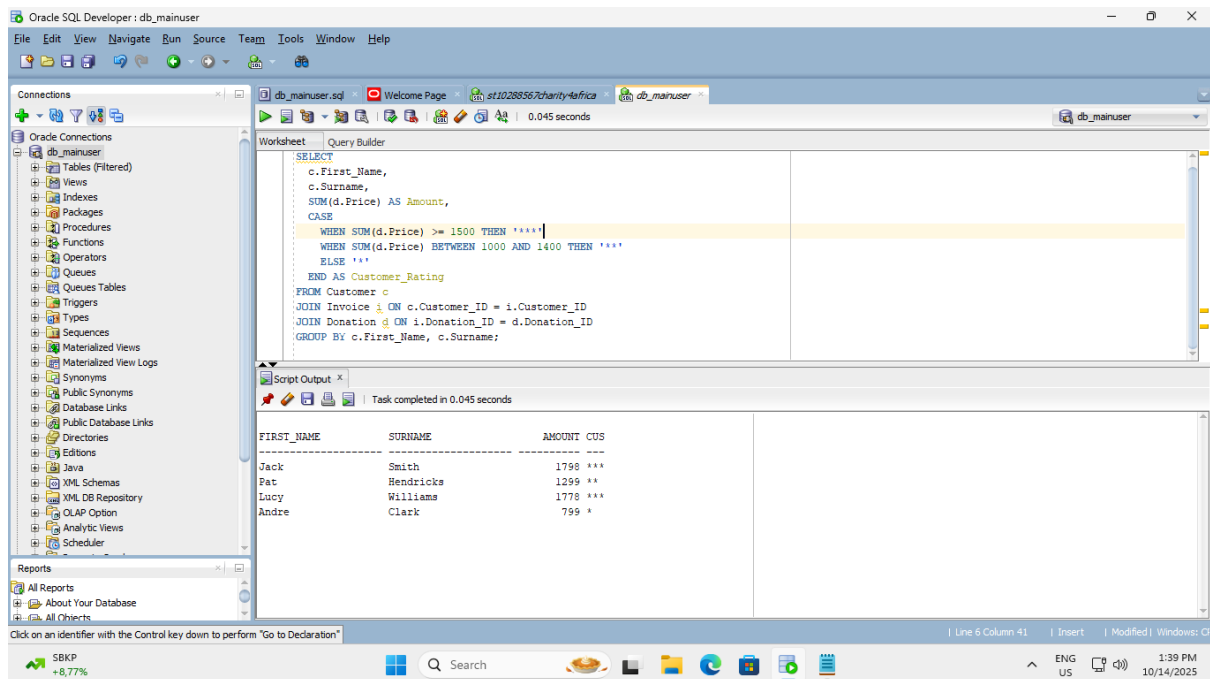 Oracle SQL Developer : db_mainuser
File Edit View Navigate Run Source Team Tools Window Help
Connections
db_mainuser.sql
Welcome Page
st10288567charity4africa
db_mainuser
0.045 seconds
db_mainuser
Worksheet Query Builder
Oracle Connections
db_mainuser
Tables (Filtered)
Views
Indexes
Packages
Procedures
Functions
Operators
Queues
Queues Tables
Triggers
Types
Sequences
Materialized Views
Materialized View Logs
Synonyms
Public Synonyms
Database Links
Public Database Links
Directories
Editions
Java
XML Schemas
XML DB Repository
OLAP Option
Analytic Views
Scheduler
SELECT
c.First_Name,
c.Surname,
SUM(d.Price) AS Amount,
CASE
WHEN SUM(d.Price) >= 1500 THEN '***'
WHEN SUM(d.Price) BETWEEN 1000 AND 1400 THEN '**'
ELSE '*'
END AS Customer_Rating
FROM Customer c
JOIN Invoice i ON c.Customer_ID = i.Customer_ID
JOIN Donation d ON i.Donation_ID = d.Donation_ID
GROUP BY c.First_Name, c.Surname;
Script Output
Task completed in 0.045 seconds
FIRST_NAME SURNAME AMOUNT CUS
-------------------- -------------------- ---------- ---
Jack Smith 1798 ***
Pat Hendricks 1299 **
Lucy Williams 1778 ***
Andre Clark 799 *
Reports
All Reports
About Your Database
All Objects
Click on an identifier with the Control key down to perform "Go to Declaration"
Line 6 Column 41 | Insert | Modified | Windows:
SBKP
+8,77%
Search
ENG
US
1:39 PM
10/14/2025